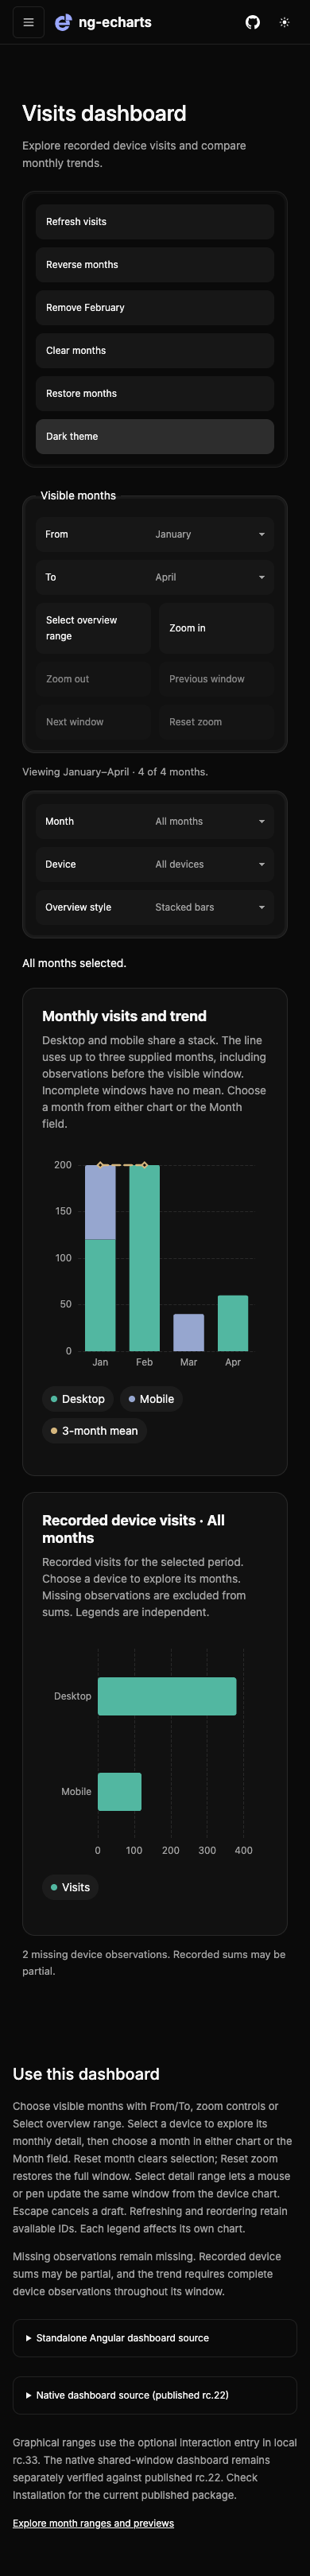 ng-echarts
Visits dashboard
Explore recorded device visits and compare
monthly trends.
Refresh visits
Reverse months
Remove February
Clear months
Restore months
Dark theme
Visible months
From January
To April
Select overview
range
Zoom in
Zoom out
Previous window
Next window
Reset zoom
Viewing January–April · 4 of 4 months.
Month All months
Device All devices
Overview style Stacked bars
All months selected.
Monthly visits and trend
Desktop and mobile share a stack. The line
uses up to three supplied months, including
observations before the visible window.
Incomplete windows have no mean. Choose
a month from either chart or the Month
field.
200
150
100
50
0
Jan Feb Mar Apr
Desktop Mobile
3-month mean
Recorded device visits · All
months
Recorded visits for the selected period.
Choose a device to explore its months.
Missing observations are excluded from
sums. Legends are independent.
Desktop
Mobile
0 100 200 300 400
Visits
2 missing device observations. Recorded sums may be
partial.
Use this dashboard
Choose visible months with From/To, zoom controls or
Select overview range. Select a device to explore its
monthly detail, then choose a month in either chart or the
Month field. Reset month clears selection; Reset zoom
restores the full window. Select detail range lets a mouse
or pen update the same window from the device chart.
Escape cancels a draft. Refreshing and reordering retain
available IDs. Each legend affects its own chart.
Missing observations remain missing. Recorded device
sums may be partial, and the trend requires complete
device observations throughout its window.
Standalone Angular dashboard source
Native dashboard source (published rc.22)
Graphical ranges use the optional interaction entry in local
rc.33. The native shared-window dashboard remains
separately verified against published rc.22. Check
Installation for the current published package.
Explore month ranges and previews